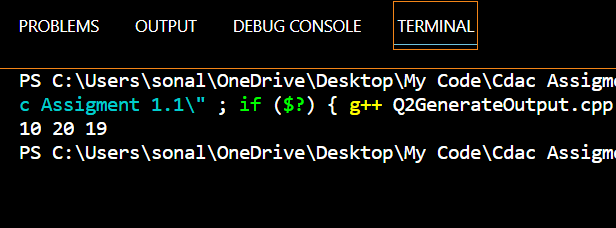 PROBLEMS OUTPUT DEBUG CONSOLE TERMINAL
PS C:\Users\sonal\OneDrive\Desktop\My Code\Cdac Assigme
c Assigment 1.1\" ; if ($?) { g++ Q2GenerateOutput.cpp
10 20 19
PS C:\Users\sonal\OneDrive\Desktop\My Code\Cdac Assigme